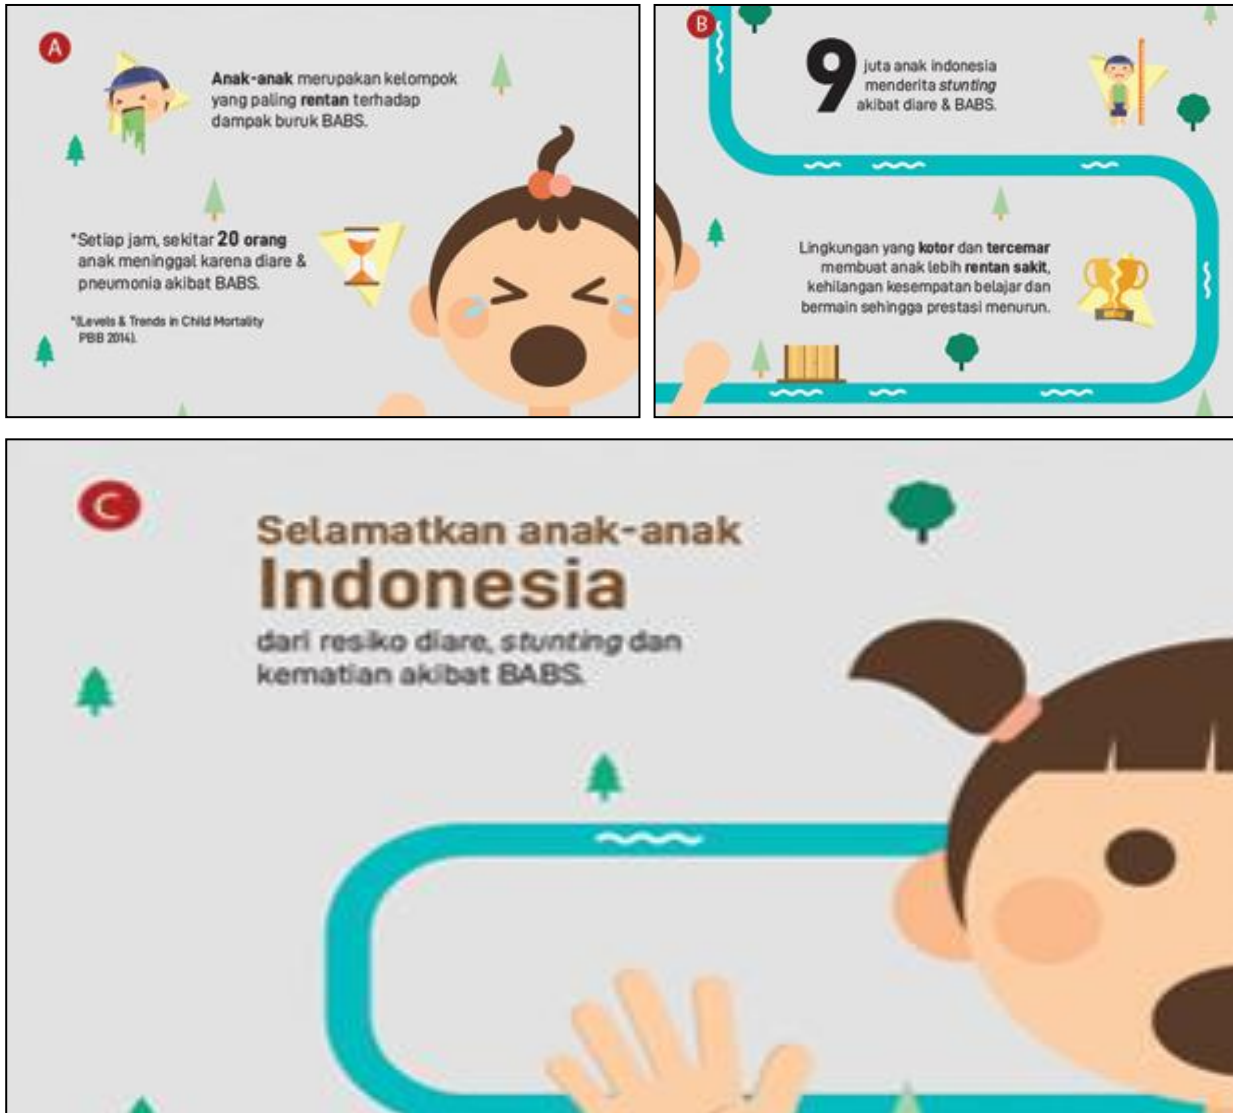 A
Anak-anak merupakan kelompok
yang paling rentan terhadap
dampak buruk BABS.
*Setiap jam, sekitar 20 orang
anak meninggal karena diare &
pneumonia akibat BABS.
*(Levels & Trends in Child Mortality
PBB 2014).
B
9 juta anak indonesia
menderita stunting
akibat diare & BABS.
Lingkungan yang kotor dan tercemar
membuat anak lebih rentan sakit,
kehilangan kesempatan belajar dan
bermain sehingga prestasi menurun.
C
Selamatkan anak-anak
Indonesia
dari resiko diare, stunting dan
kematian akibat BABS.